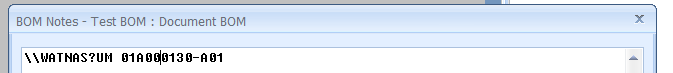 BOM Notes - Test BOM : Document BOM
\\WATNAS?UM 01A000130-A01